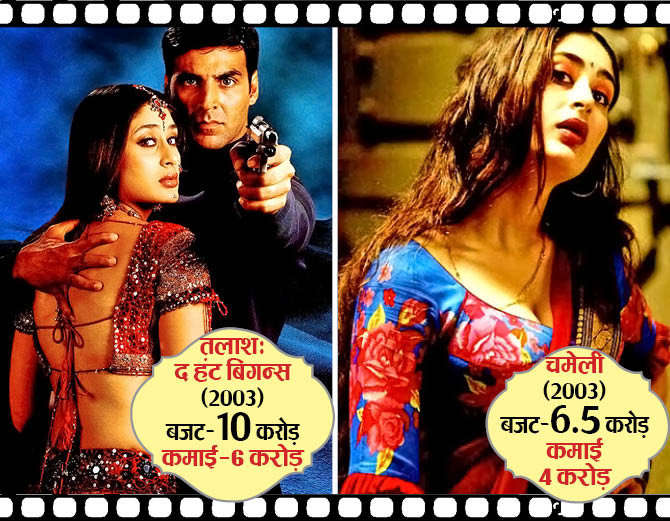 तलाशः
द हंट बिगन्स
(2003)
बजट-10 करोड़
कमाई-6 करोड़
चमेली
(2003)
बजट-6.5 करोड़
कमाई
4 करोड़